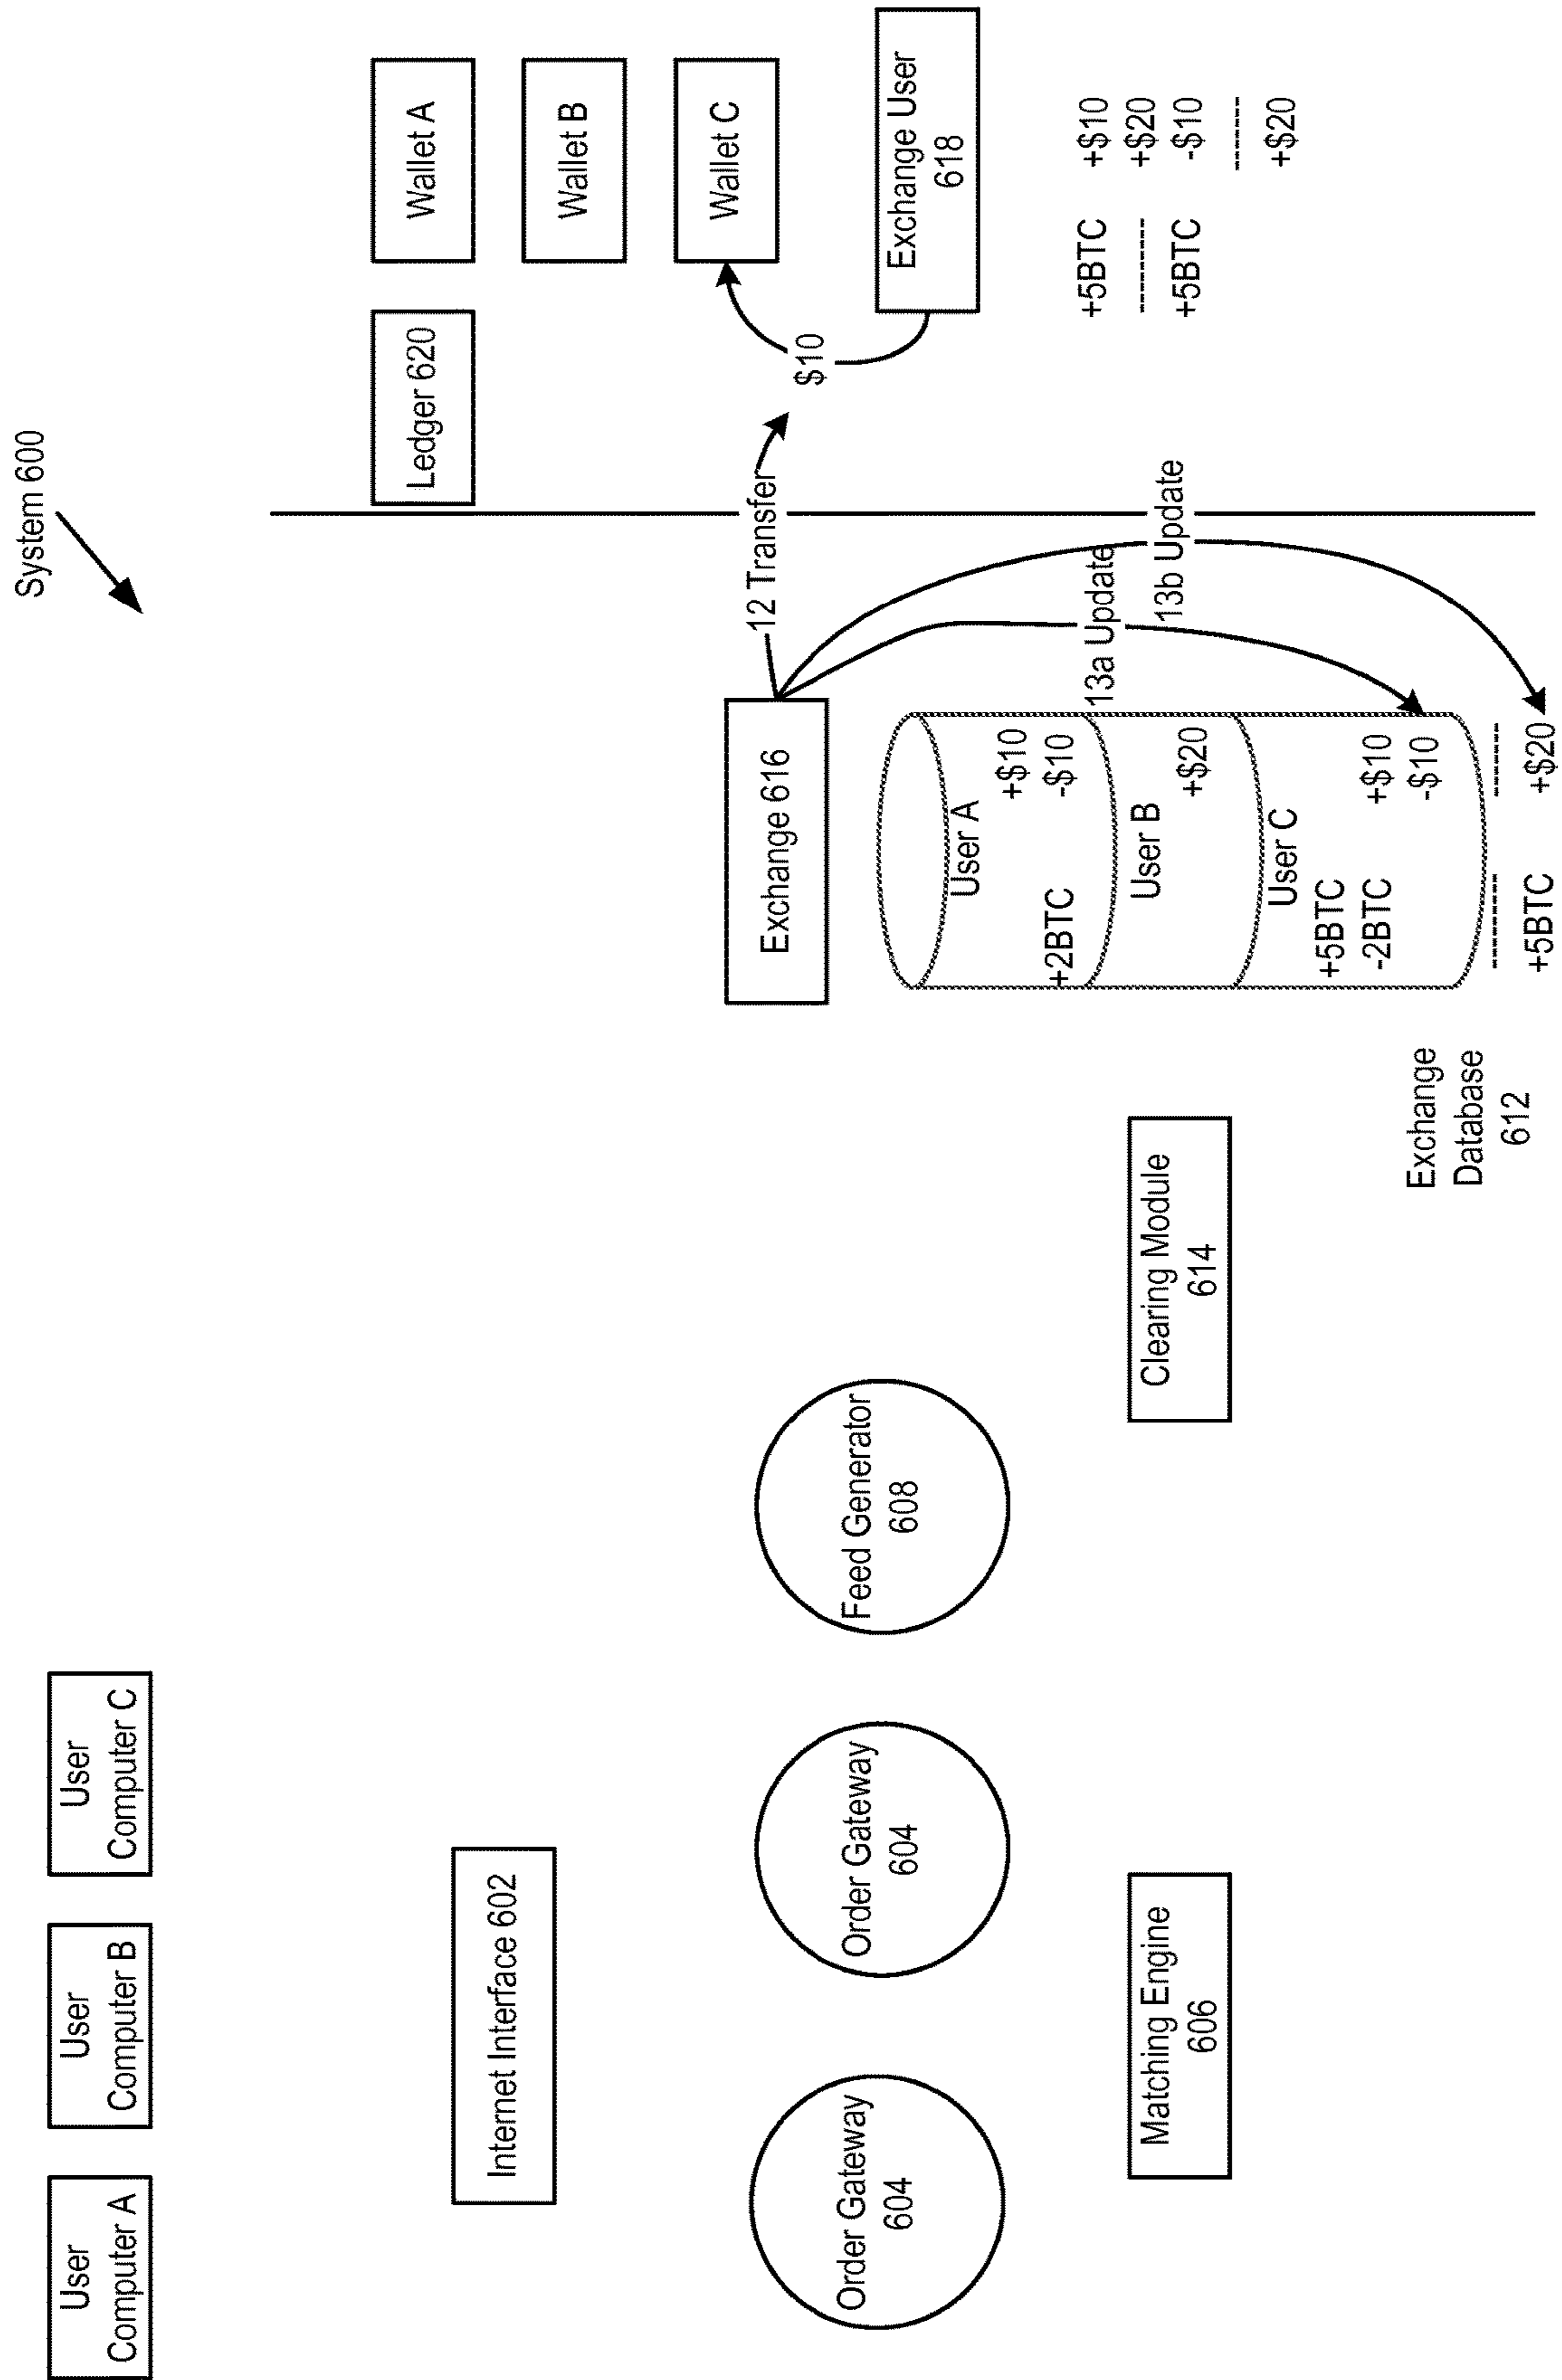 System 600
User
Computer A
User
Computer B
User
Computer C
Internet Interface 602
Order Gateway
604
Order Gateway
604
Feed Generator
608
Matching Engine
606
Clearing Module
614
Exchange 616
User A
+$10
+2BTC -$10
User B
+$20
User C
+5BTC
-2BTC +$10
-$10
--------
--------
+5BTC +$20
Exchange
Database
612
12 Transfer
13a Update
13b Update
Ledger 620
Wallet A
Wallet B
Wallet C
$10
Exchange User
618
+5BTC +$10
-------- +$20
+5BTC -$10
--------
+$20